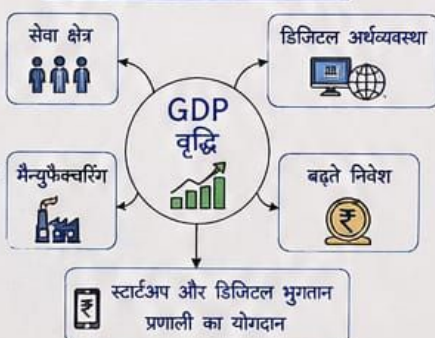 सेवा क्षेत्र
डिजिटल अर्थव्यवस्था
GDP
वृद्धि
मैन्युफैक्चरिंग
बढ़ते निवेश
₹
₹
स्टार्टअप और डिजिटल भुगतान
प्रणाली का योगदान